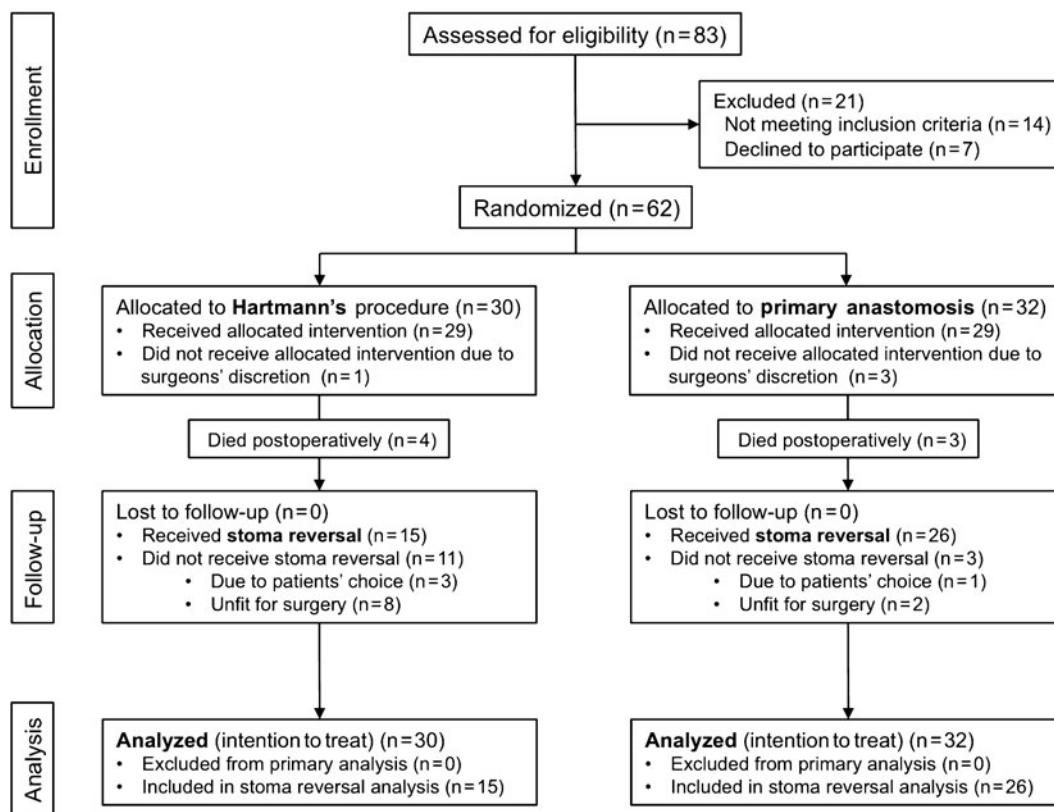 Enrollment
Assessed for eligibility (n=83)
Excluded (n=21)
Not meeting inclusion criteria (n=14)
Declined to participate (n=7)
Randomized (n=62)
Allocation
Allocated to Hartmann's procedure (n=30)
• Received allocated intervention (n=29)
• Did not receive allocated intervention due to
surgeons' discretion (n=1)
Allocated to primary anastomosis (n=32)
• Received allocated intervention (n=29)
• Did not receive allocated intervention due to
surgeons' discretion (n=3)
Died postoperatively (n=4)
Died postoperatively (n=3)
Follow-up
Lost to follow-up (n=0)
• Received stoma reversal (n=15)
• Did not receive stoma reversal (n=11)
• Due to patients' choice (n=3)
• Unfit for surgery (n=8)
Lost to follow-up (n=0)
• Received stoma reversal (n=26)
• Did not receive stoma reversal (n=3)
• Due to patients' choice (n=1)
• Unfit for surgery (n=2)
Analysis
Analyzed (intention to treat) (n=30)
• Excluded from primary analysis (n=0)
• Included in stoma reversal analysis (n=15)
Analyzed (intention to treat) (n=32)
• Excluded from primary analysis (n=0)
• Included in stoma reversal analysis (n=26)